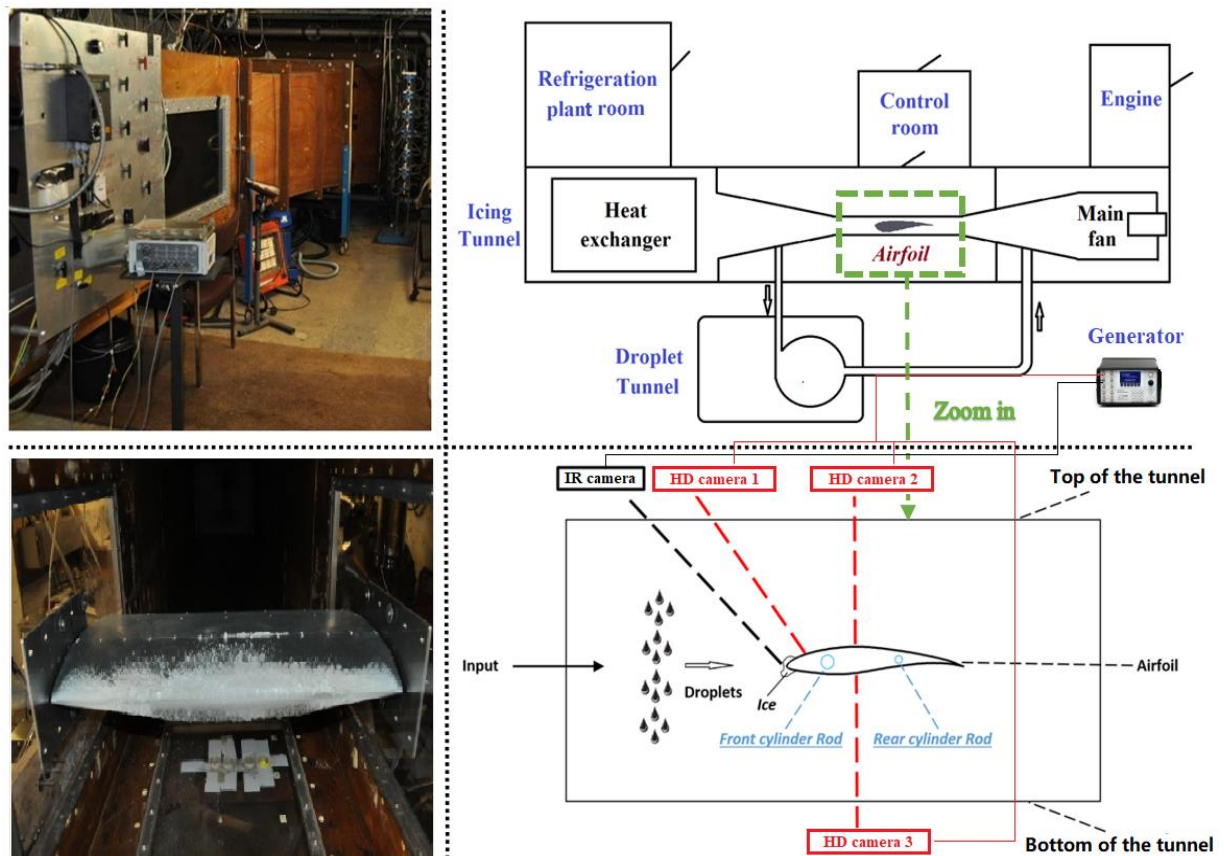 Refrigeration
plant room
Control
room
Engine
Icing
Tunnel
Heat
exchanger
Airfoil
Main
fan
Droplet
Tunnel
Generator
Zoom in
IR camera
HD camera 1
HD camera 2
Top of the tunnel
Input
Droplets
Ice
Airfoil
Front cylinder Rod
Rear cylinder Rod
HD camera 3
Bottom of the tunnel